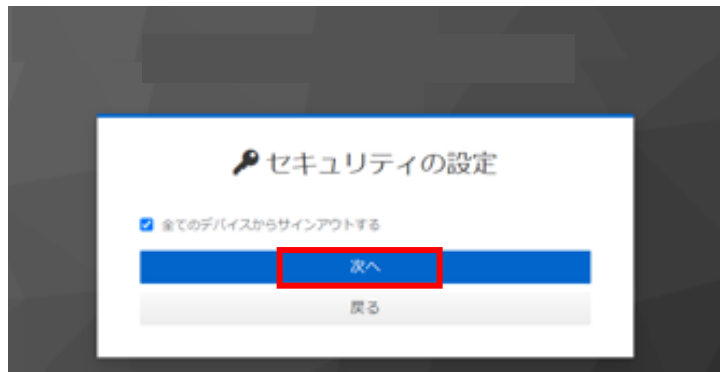 セキュリティの設定
全てのデバイスからサインアウトする
次へ
戻る